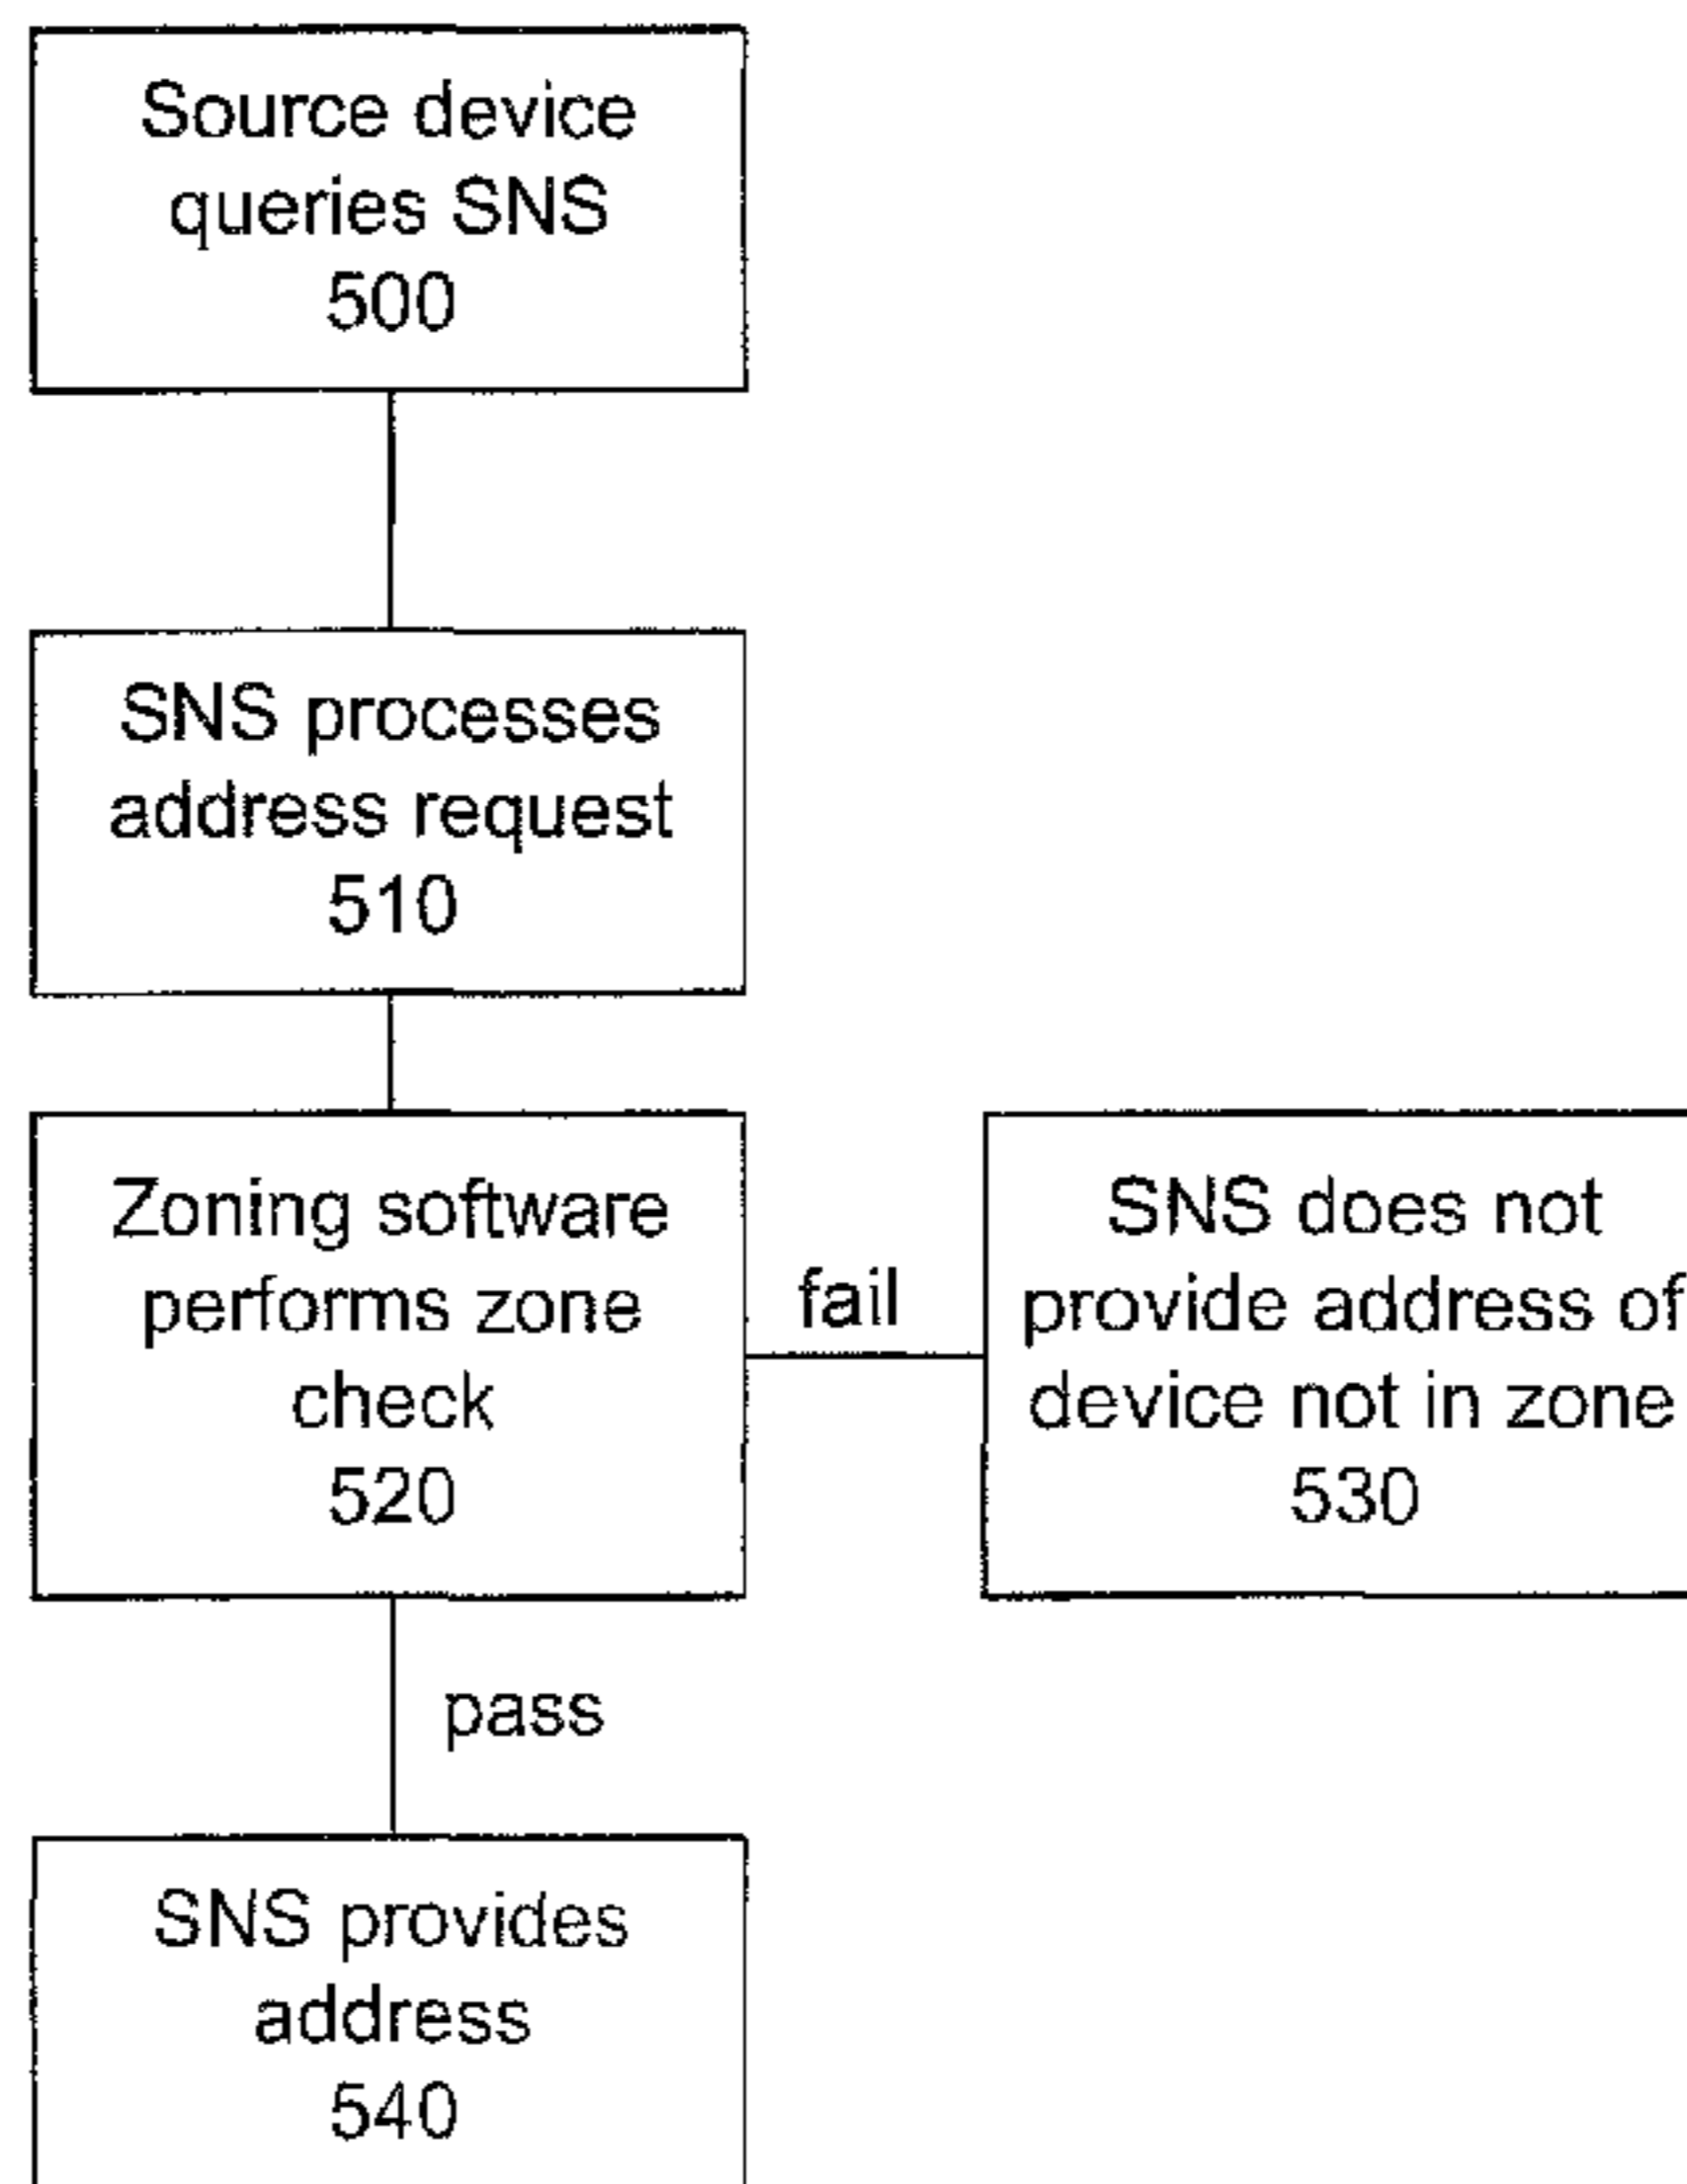 Source device
queries SNS
500
SNS processes
address request
510
Zoning software
performs zone
check
520
fail
SNS does not
provide address of
device not in zone
530
pass
SNS provides
address
540